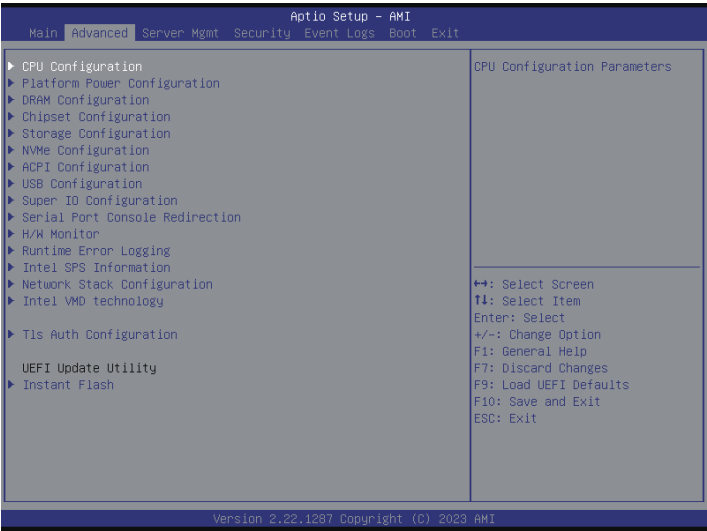 Aptio Setup – AMI
Main Advanced Server Mgmt Security Event Logs Boot Exit
CPU Configuration
Platform Power Configuration
DRAM Configuration
Chipset Configuration
Storage Configuration
NVMe Configuration
ACPI Configuration
USB Configuration
Super IO Configuration
Serial Port Console Redirection
H/W Monitor
Runtime Error Logging
Intel SPS Information
Network Stack Configuration
Intel VMD technology
Tls Auth Configuration
UEFI Update Utility
Instant Flash
CPU Configuration Parameters
↔: Select Screen
↑↓: Select Item
Enter: Select
+/-: Change Option
F1: General Help
F7: Discard Changes
F9: Load UEFI Defaults
F10: Save and Exit
ESC: Exit
Version 2.22.1287 Copyright (C) 2023 AMI